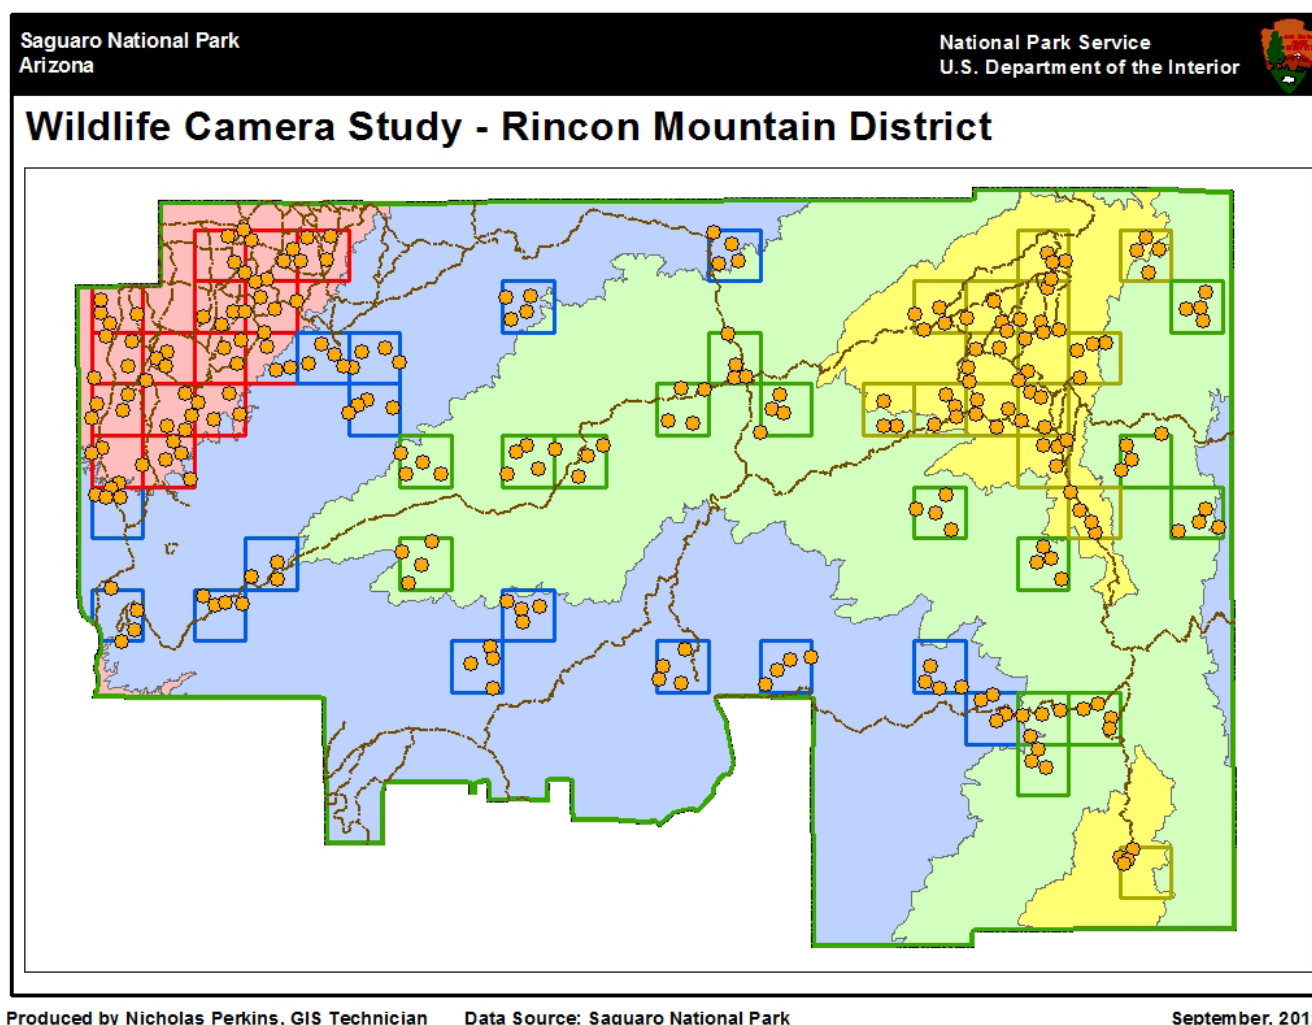 Saguaro National Park
Arizona
National Park Service
U.S. Department of the Interior
Wildlife Camera Study - Rincon Mountain District
Produced by Nicholas Perkins, GIS Technician Data Source: Saguaro National Park September, 201